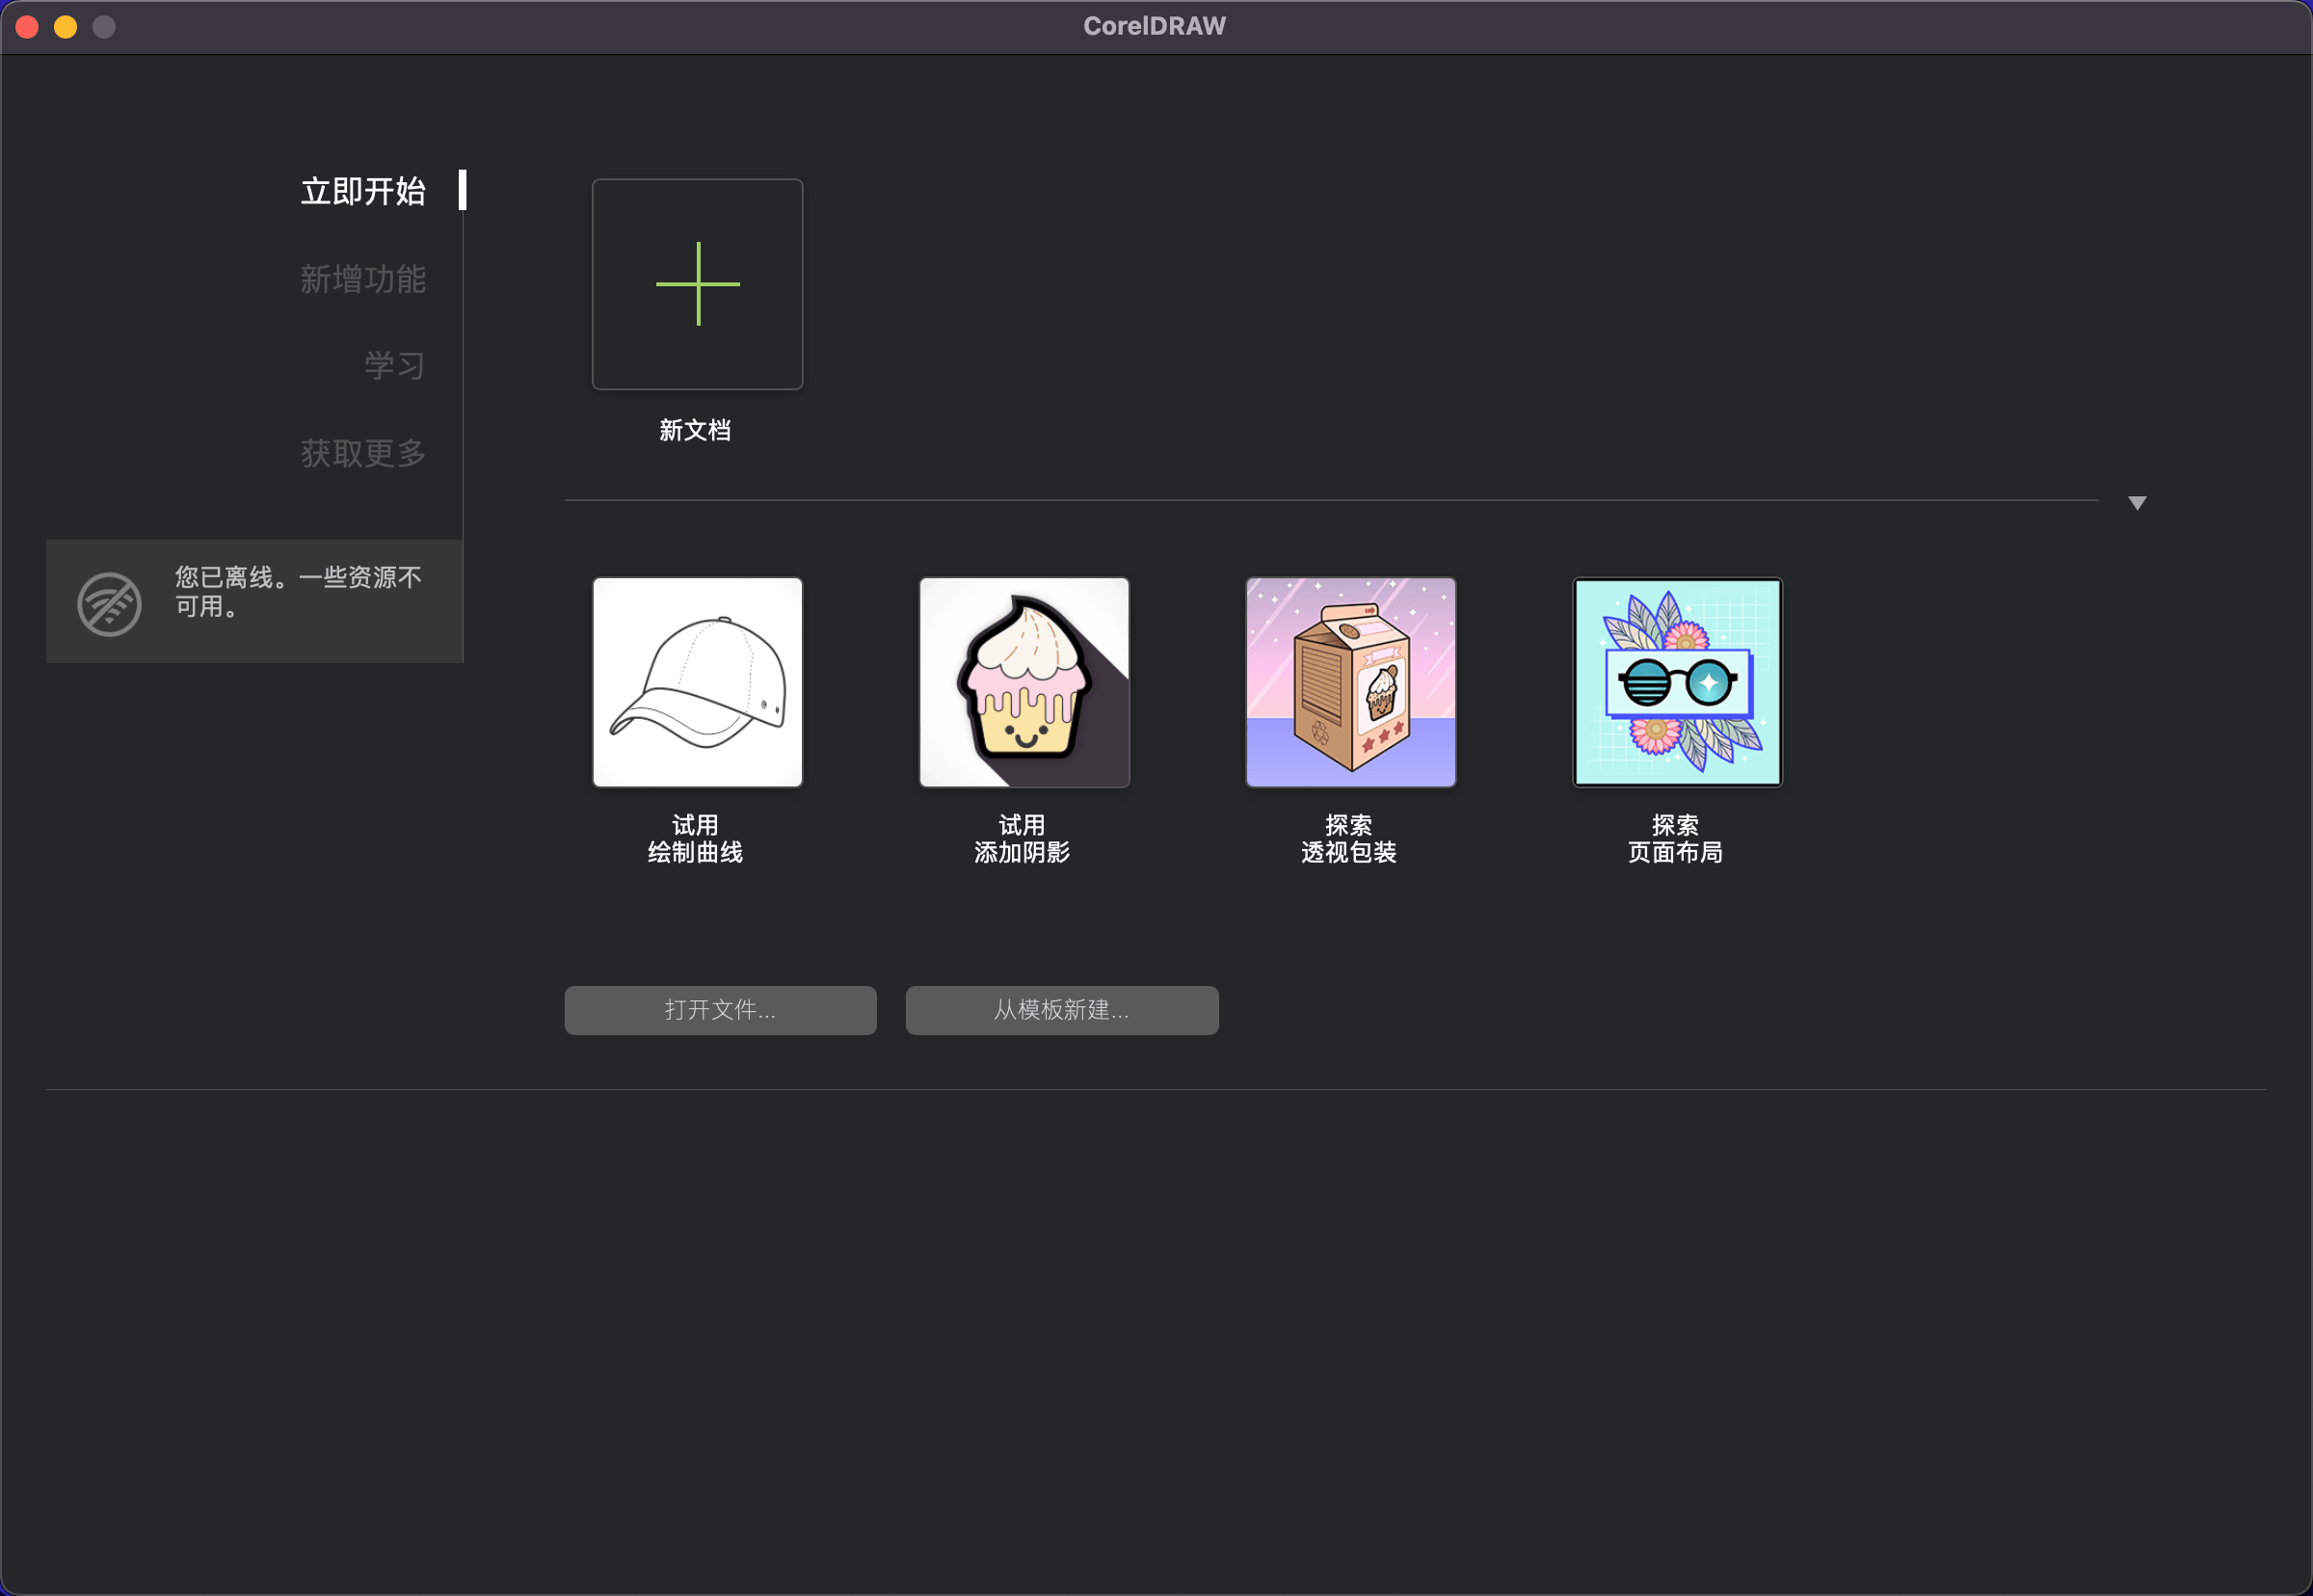 CorelDRAW
立即开始
新增功能
学习
获取更多
您已离线。一些资源不
可用。
新文档
试用
绘制曲线
试用
添加阴影
探索
透视包装
探索
页面布局
打开文件...
从模板新建...